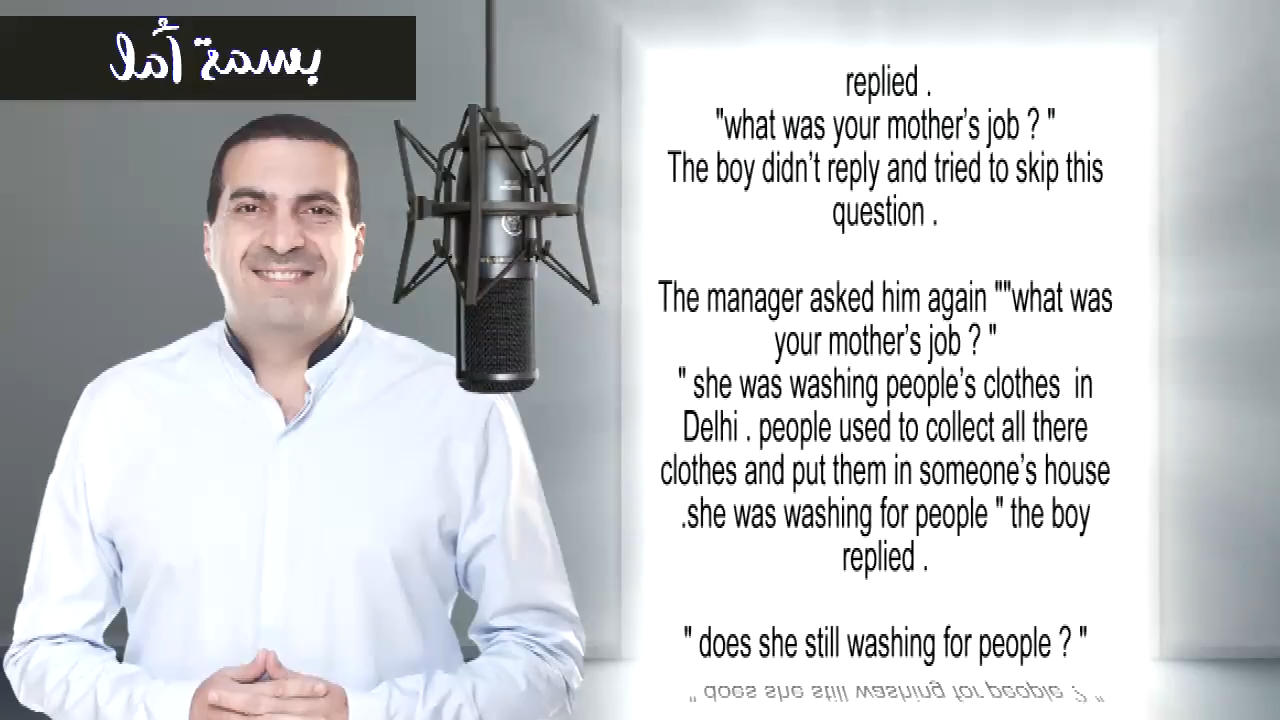 بسمة أمل
replied .
"what was your mother's job ? "
The boy didn't reply and tried to skip this
question .
The manager asked him again ""what was
your mother's job ? "
" she was washing people's clothes  in
Delhi . people used to collect all there
clothes and put them in someone's house
.she was washing for people " the boy
replied .
" does she still washing for people ? "